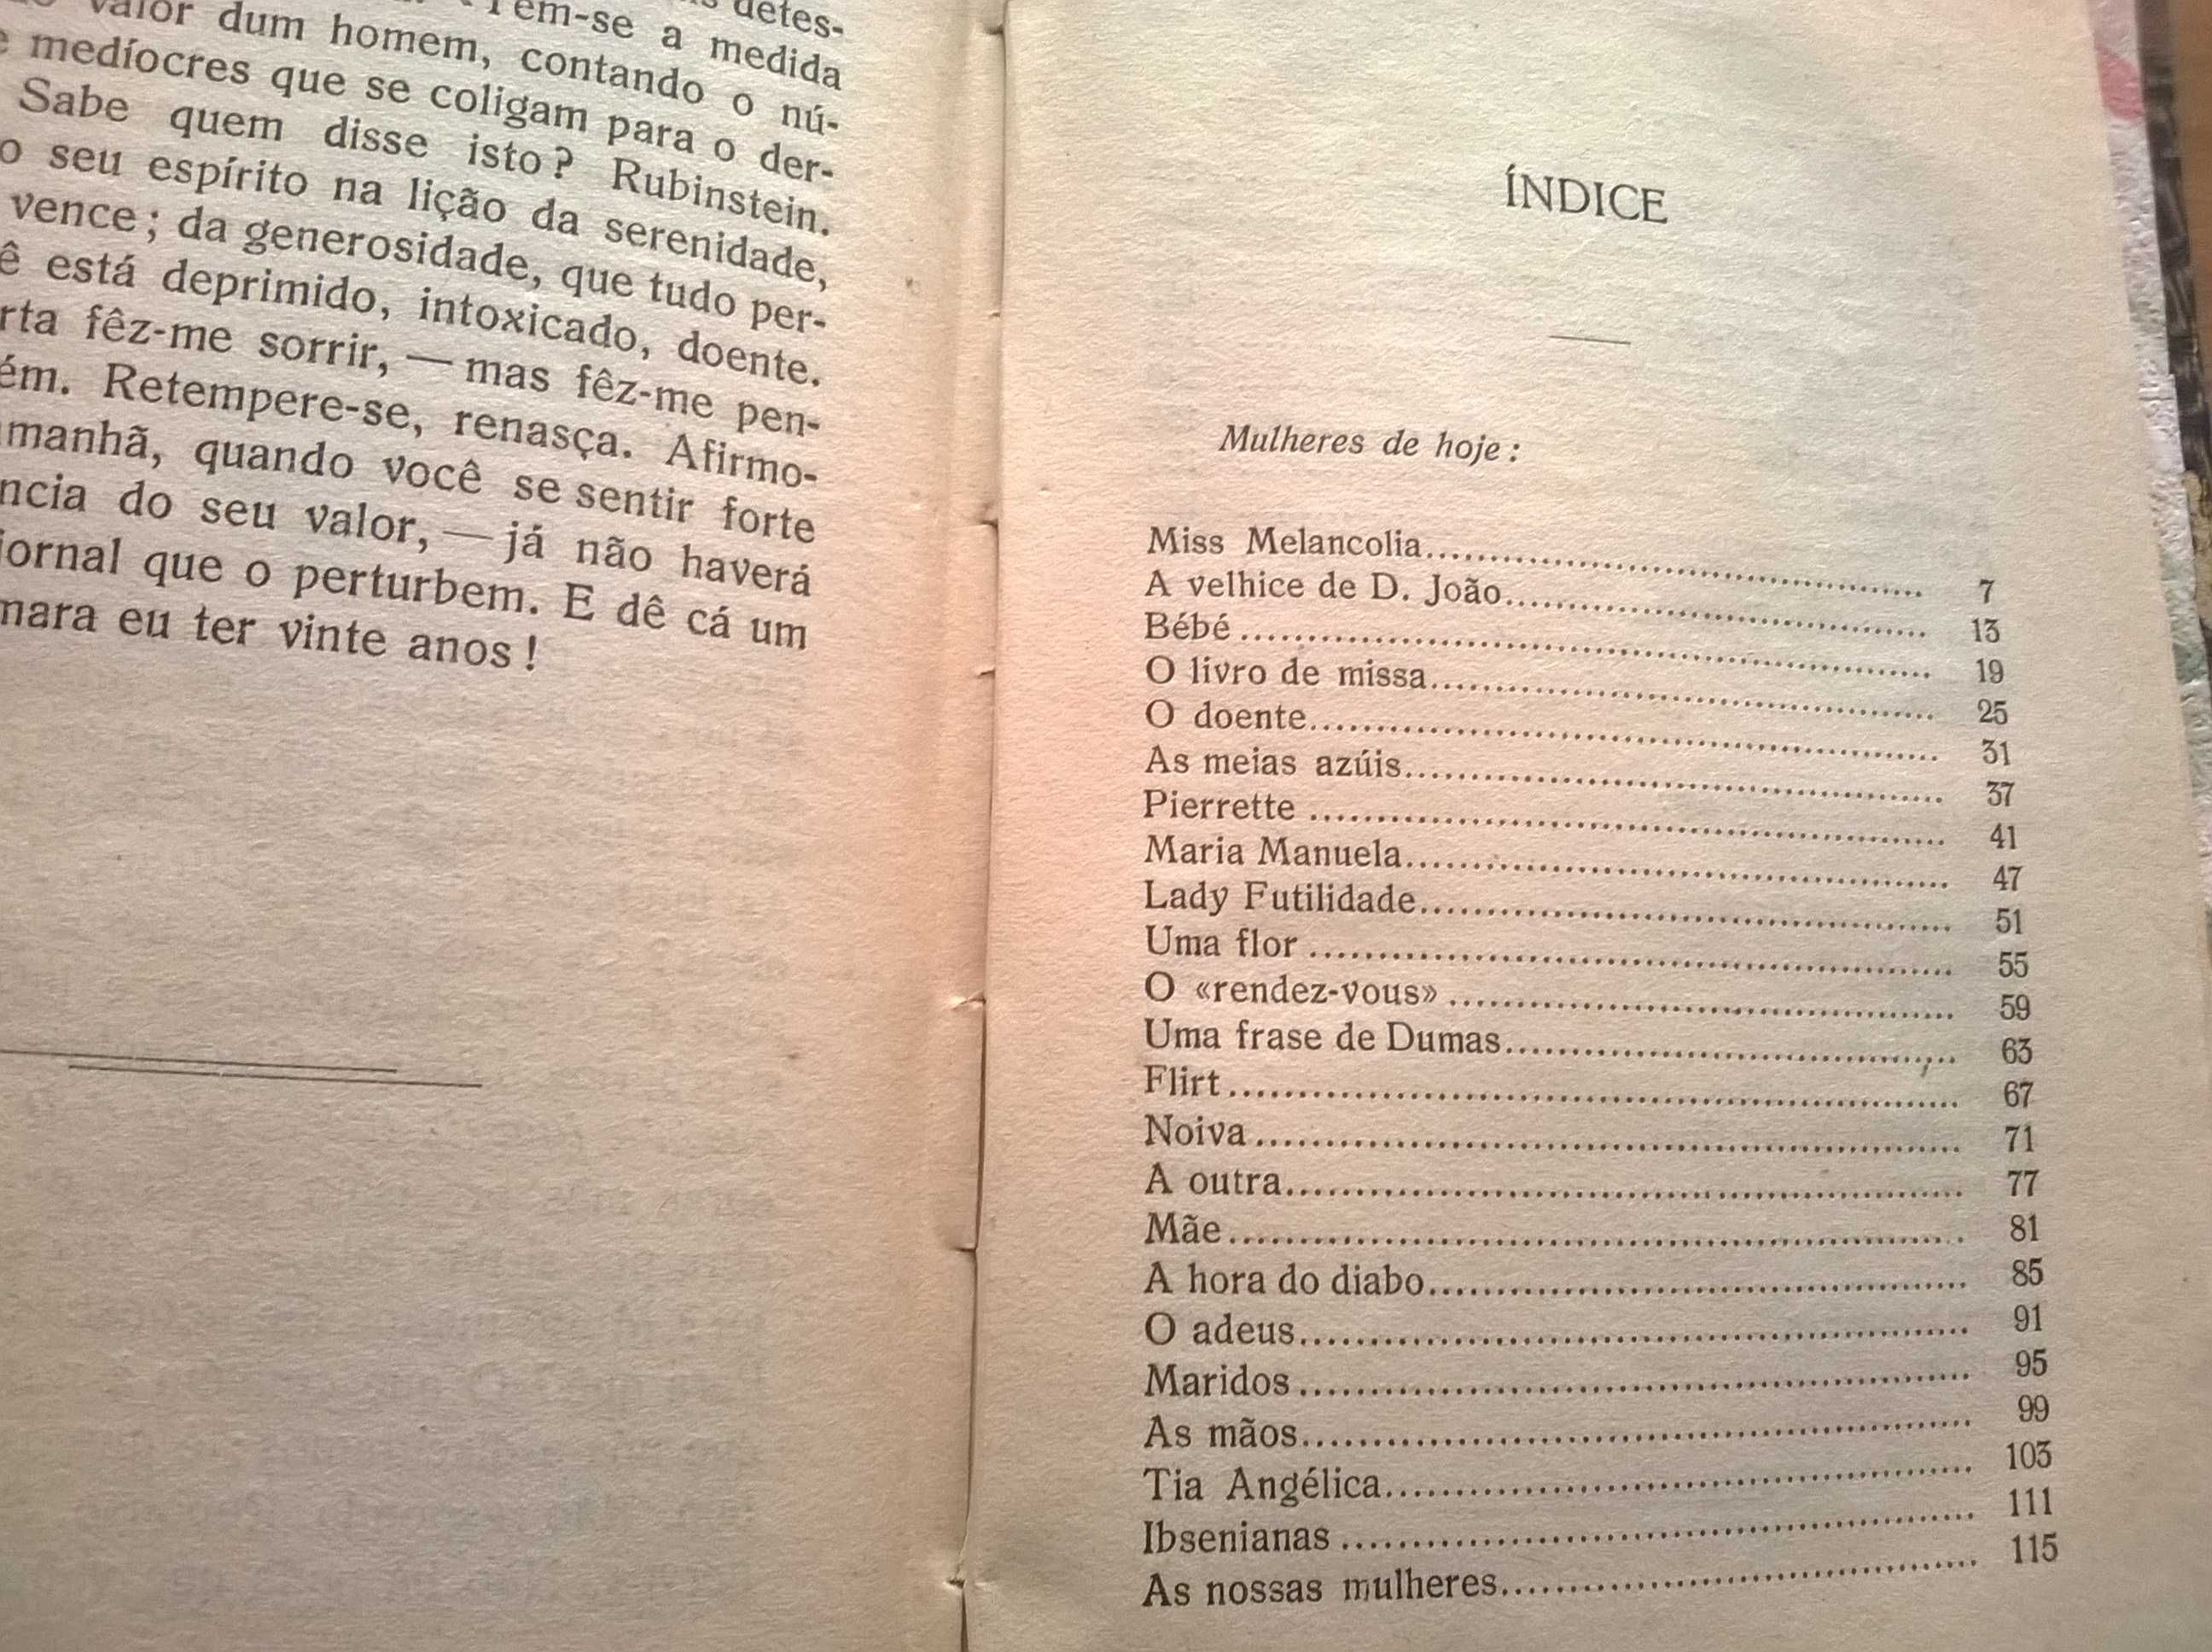 detes-
valor dum homem, contando o nú-
Têm-se a medida
medíocres que se coligam para o der-
Sabe quem disse isto? Rubinstein.
o seu espírito na lição da serenidade,
vence; da generosidade, que tudo per-
ê está deprimido, intoxicado, doente.
rta fêz-me sorrir, — mas fêz-me pen-
ém. Retempere-se, renasça. Afirmo-
manhã, quando você se sentir forte
ncia do seu valor, — já não haverá
jornal que o perturbem. E dê cá um
mara eu ter vinte anos!
ÍNDICE
Mulheres de hoje:
Miss Melancolia........ 7
A velhice de D. João........ 13
Bébé........ 19
O livro de missa........ 25
O doente........ 31
As meias azúis........ 37
Pierrette........ 41
Maria Manuela........ 47
Lady Futilidade........ 51
Uma flor........ 55
O «rendez-vous»........ 59
Uma frase de Dumas........ 63
Flirt........ 67
Noiva........ 71
A outra........ 77
Mãe........ 81
A hora do diabo........ 85
O adeus........ 91
Maridos........ 95
As mãos........ 99
Tia Angélica........ 103
Ibsenianas........ 111
As nossas mulheres........ 115